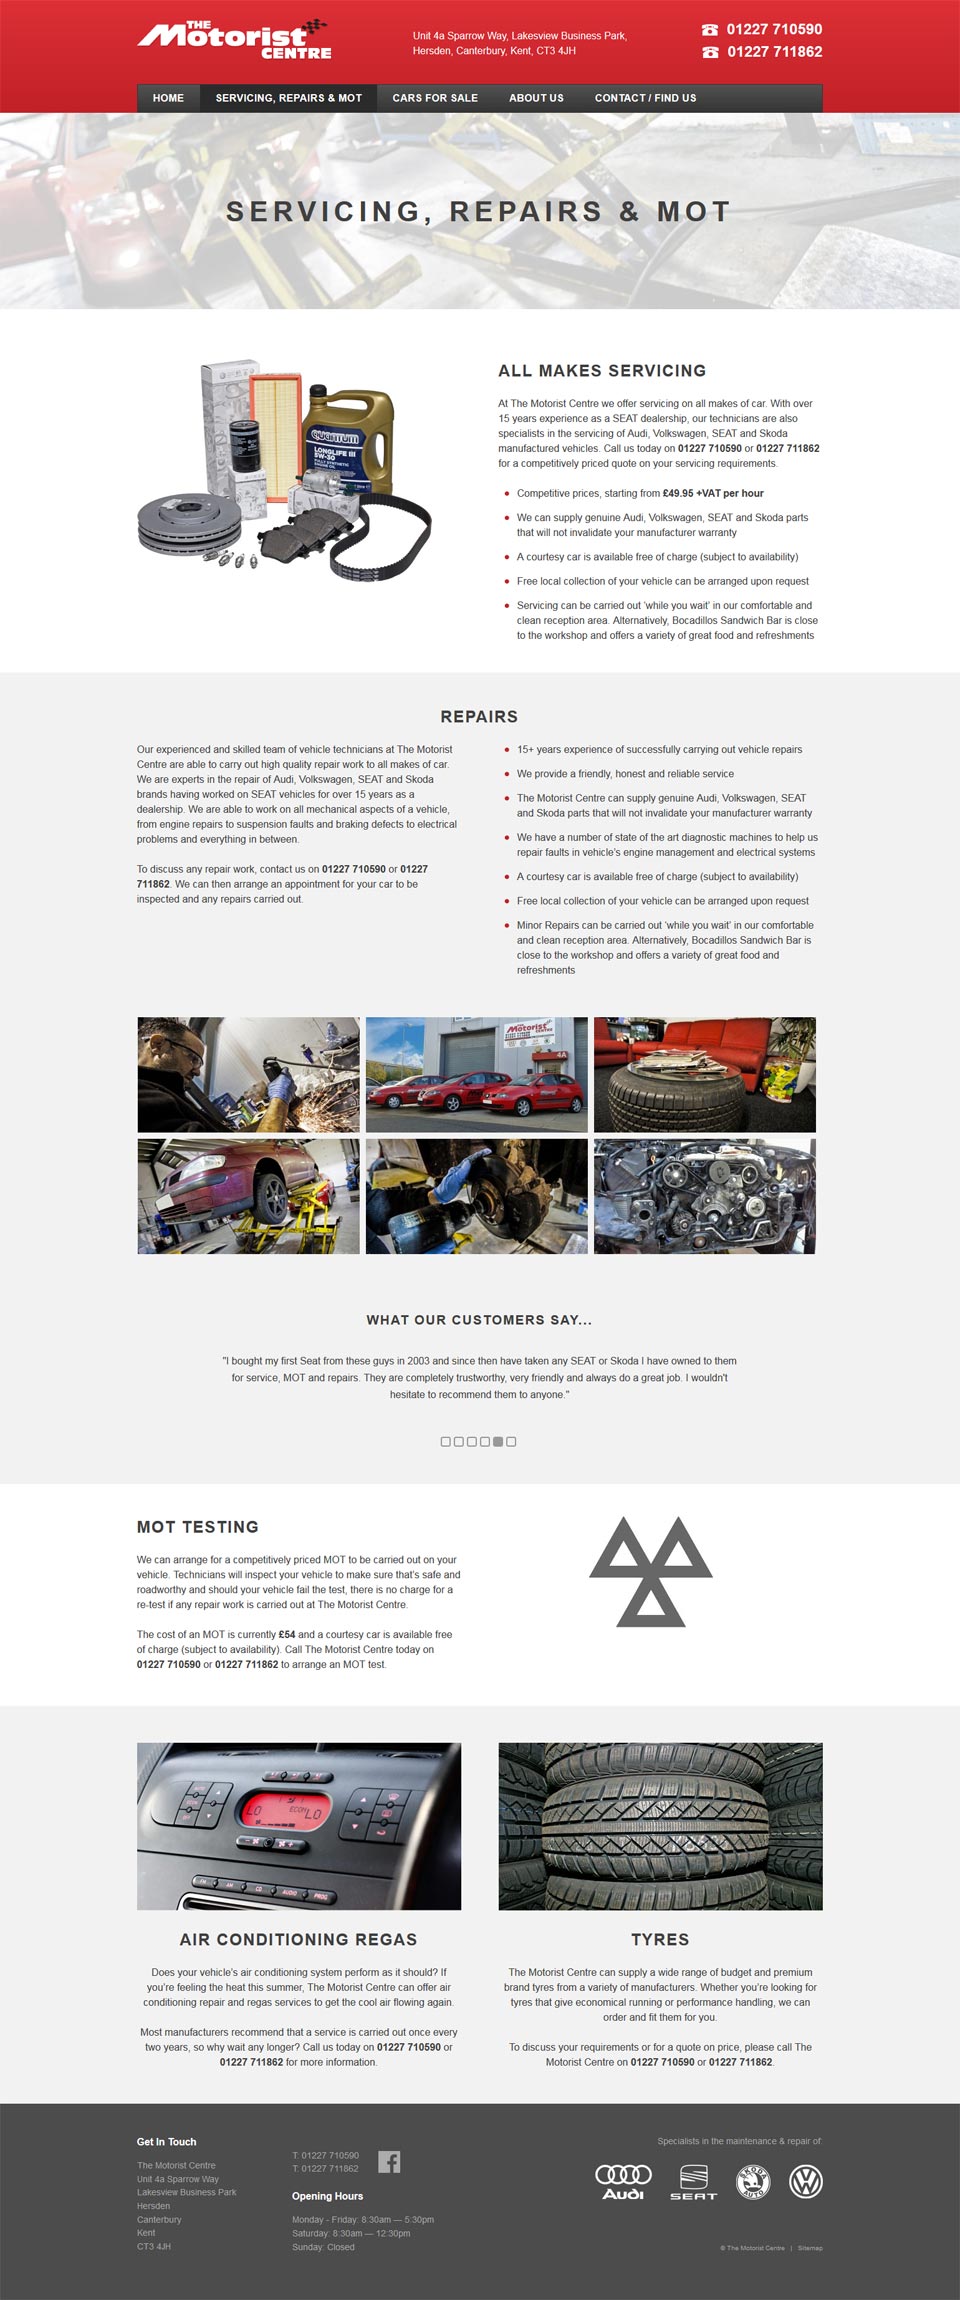 THE
Motorist
CENTRE
Unit 4a Sparrow Way, Lakesview Business Park,
Hersden, Canterbury, Kent, CT3 4JH
01227 710590
01227 711862
HOME SERVICING, REPAIRS & MOT CARS FOR SALE ABOUT US CONTACT / FIND US
SERVICING, REPAIRS & MOT
QUANTUM
LONGLIFE III
5W-30
FULLY SYNTHETIC
ENGINE OIL
ALL MAKES SERVICING
At The Motorist Centre we offer servicing on all makes of car. With over
15 years experience as a SEAT dealership, our technicians are also
specialists in the servicing of Audi, Volkswagen, SEAT and Skoda
manufactured vehicles. Call us today on 01227 710590 or 01227 711862
for a competitively priced quote on your servicing requirements.
Competitive prices, starting from £49.95 +VAT per hour
We can supply genuine Audi, Volkswagen, SEAT and Skoda parts
that will not invalidate your manufacturer warranty
A courtesy car is available free of charge (subject to availability)
Free local collection of your vehicle can be arranged upon request
Servicing can be carried out ‘while you wait’ in our comfortable and
clean reception area. Alternatively, Bocadillos Sandwich Bar is close
to the workshop and offers a variety of great food and refreshments
REPAIRS
Our experienced and skilled team of vehicle technicians at The Motorist
Centre are able to carry out high quality repair work to all makes of car.
We are experts in the repair of Audi, Volkswagen, SEAT and Skoda
brands having worked on SEAT vehicles for over 15 years as a
dealership. We are able to work on all mechanical aspects of a vehicle,
from engine repairs to suspension faults and braking defects to electrical
problems and everything in between.
To discuss any repair work, contact us on 01227 710590 or 01227
711862. We can then arrange an appointment for your car to be
inspected and any repairs carried out.
15+ years experience of successfully carrying out vehicle repairs
We provide a friendly, honest and reliable service
The Motorist Centre can supply genuine Audi, Volkswagen, SEAT
and Skoda parts that will not invalidate your manufacturer warranty
We have a number of state of the art diagnostic machines to help us
repair faults in vehicle’s engine management and electrical systems
A courtesy car is available free of charge (subject to availability)
Free local collection of your vehicle can be arranged upon request
Minor Repairs can be carried out ‘while you wait’ in our comfortable
and clean reception area. Alternatively, Bocadillos Sandwich Bar is
close to the workshop and offers a variety of great food and
refreshments
Motorist
CENTRE
4A
WHAT OUR CUSTOMERS SAY...
"I bought my first Seat from these guys in 2003 and since then have taken any SEAT or Skoda I have owned to them
for service, MOT and repairs. They are completely trustworthy, very friendly and always do a great job. I wouldn't
hesitate to recommend them to anyone."
MOT TESTING
We can arrange for a competitively priced MOT to be carried out on your
vehicle. Technicians will inspect your vehicle to make sure that’s safe and
roadworthy and should your vehicle fail the test, there is no charge for a
re-test if any repair work is carried out at The Motorist Centre.
The cost of an MOT is currently £54 and a courtesy car is available free
of charge (subject to availability). Call The Motorist Centre today on
01227 710590 or 01227 711862 to arrange an MOT test.
LO ECON LO
FM AM CD AUDIO PROG
AIR CONDITIONING REGAS
Does your vehicle’s air conditioning system perform as it should? If
you’re feeling the heat this summer, The Motorist Centre can offer air
conditioning repair and regas services to get the cool air flowing again.
Most manufacturers recommend that a service is carried out once every
two years, so why wait any longer? Call us today on 01227 710590 or
01227 711862 for more information.
TYRES
The Motorist Centre can supply a wide range of budget and premium
brand tyres from a variety of manufacturers. Whether you’re looking for
tyres that give economical running or performance handling, we can
order and fit them for you.
To discuss your requirements or for a quote on price, please call The
Motorist Centre on 01227 710590 or 01227 711862.
Get In Touch
The Motorist Centre
Unit 4a Sparrow Way
Lakesview Business Park
Hersden
Canterbury
Kent
CT3 4JH
T: 01227 710590
T: 01227 711862
Opening Hours
Monday - Friday: 8:30am — 5:30pm
Saturday: 8:30am — 12:30pm
Sunday: Closed
Specialists in the maintenance & repair of
Audi SEAT SKODA AUTO
© The Motorist Centre | Sitemap